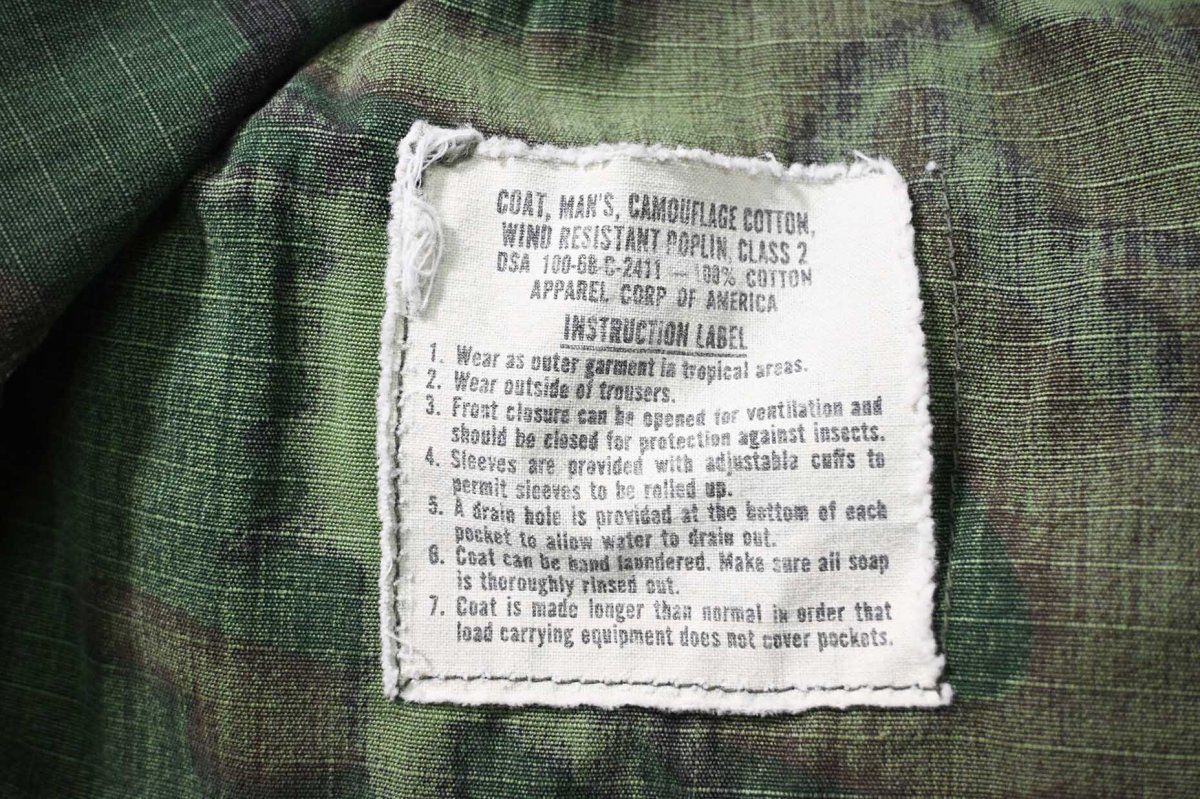 COAT, MAN'S, CAMOUFLAGE COTTON,
WIND RESISTANT POPLIN, CLASS 2
DSA 100-68-C-2411 — 100% COTTON
APPAREL CORP OF AMERICA
INSTRUCTION LABEL
1. Wear as outer garment in tropical areas.
2. Wear outside of trousers.
3. Front closure can be opened for ventilation and
should be closed for protection against insects.
4. Sleeves are provided with adjustable cuffs to
permit sleeves to be rolled up.
5. A drain hole is provided at the bottom of each
pocket to allow water to drain out.
6. Coat can be hand laundered. Make sure all soap
is thoroughly rinsed out.
7. Coat is made longer than normal in order that
load carrying equipment does not cover pockets.